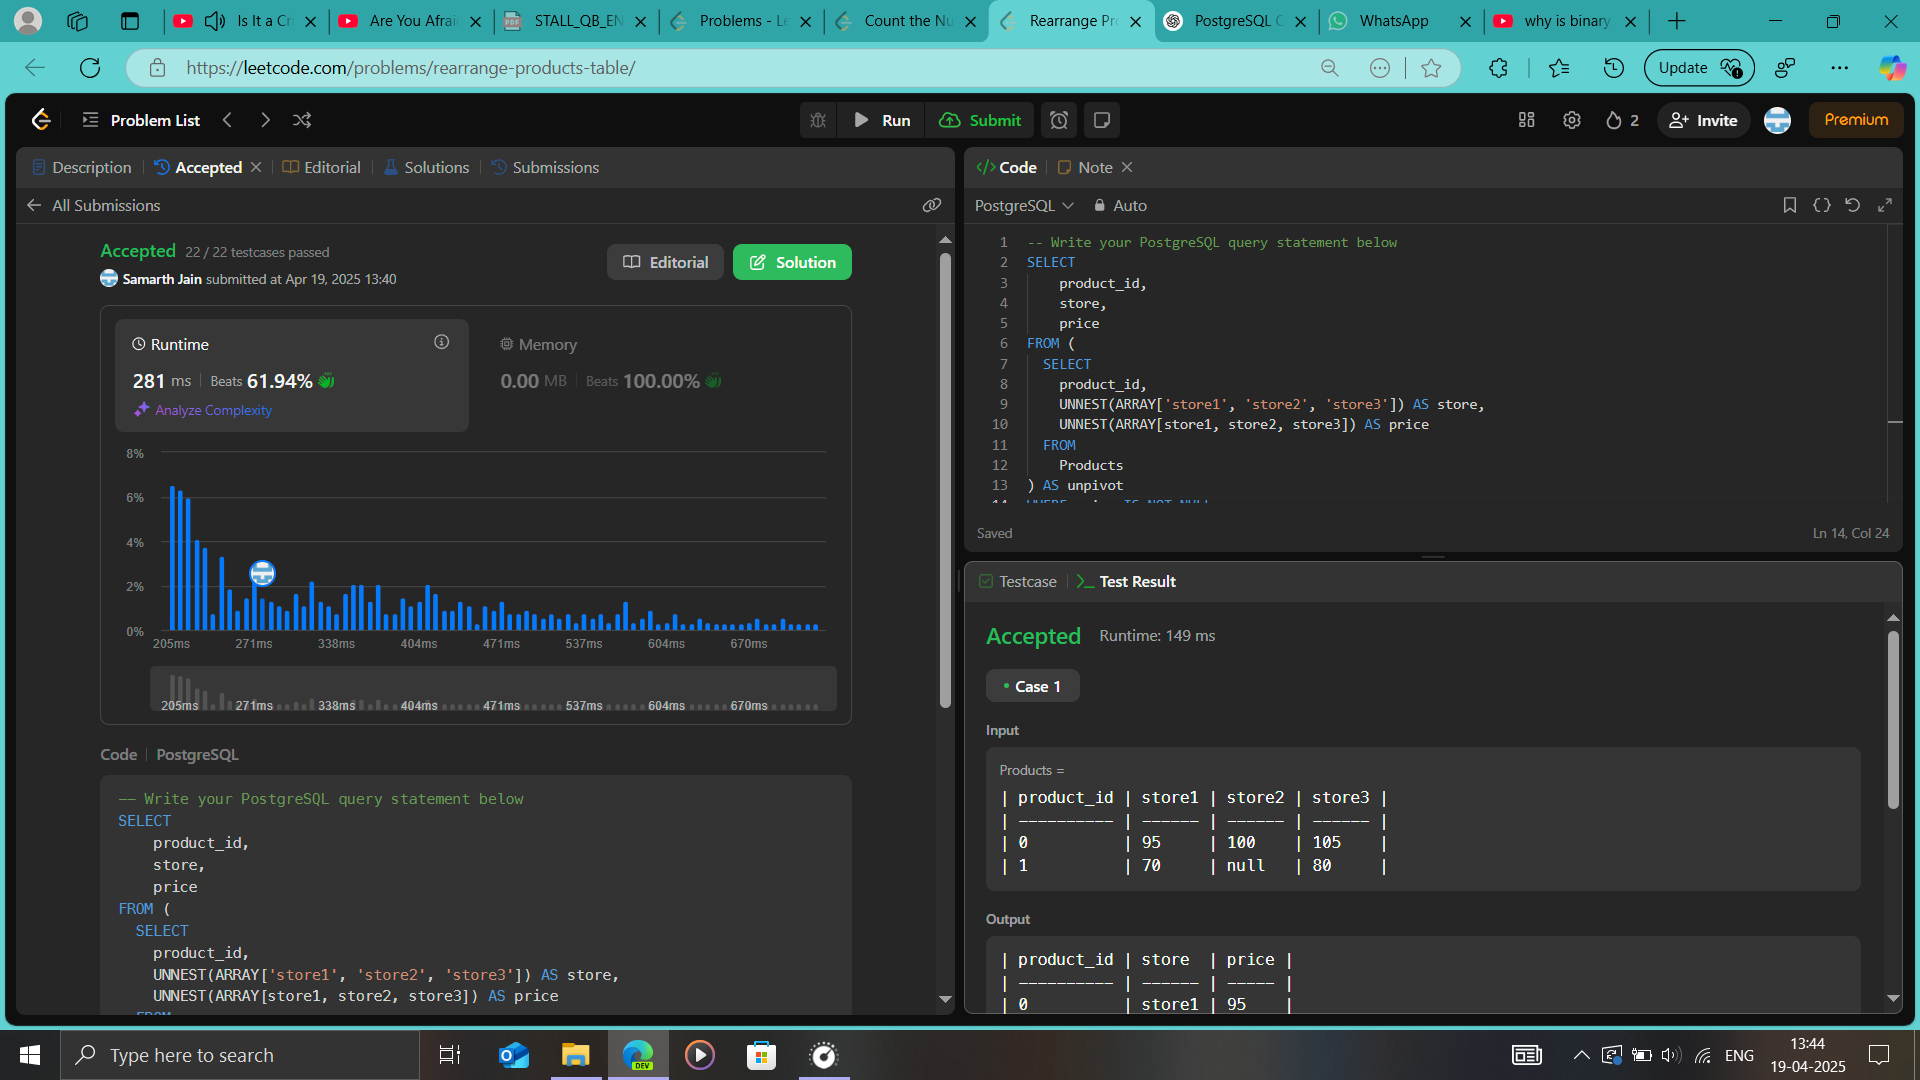 Is It a Cri
Are You Afrai
STALL_QB_EN
Problems - Le
Count the Nu
Rearrange Pro
PostgreSQL C
WhatsApp
why is binary
https://leetcode.com/problems/rearrange-products-table/
Update
Problem List
Run
Submit
2
Invite
Premium
Description
Accepted
Editorial
Solutions
Submissions
All Submissions
Accepted 22 / 22 testcases passed
Samarth Jain submitted at Apr 19, 2025 13:40
Editorial
Solution
Runtime
281 ms | Beats 61.94%
Analyze Complexity
Memory
0.00 MB | Beats 100.00%
8%
6%
4%
2%
0%
205ms 271ms 338ms 404ms 471ms 537ms 604ms 670ms
205ms 271ms 338ms 404ms 471ms 537ms 604ms 670ms
Code | PostgreSQL
-- Write your PostgreSQL query statement below
SELECT
product_id,
store,
price
FROM (
SELECT
product_id,
UNNEST(ARRAY['store1', 'store2', 'store3']) AS store,
UNNEST(ARRAY[store1, store2, store3]) AS price
FROM
</> Code
Note
PostgreSQL
Auto
1 -- Write your PostgreSQL query statement below
2 SELECT
3 product_id,
4 store,
5 price
6 FROM (
7 SELECT
8 product_id,
9 UNNEST(ARRAY['store1', 'store2', 'store3']) AS store,
10 UNNEST(ARRAY[store1, store2, store3]) AS price
11 FROM
12 Products
13 ) AS unpivot
14 WHERE price IS NOT NULL
Saved
Ln 14, Col 24
Testcase
Test Result
Accepted Runtime: 149 ms
• Case 1
Input
Products =
| product_id | store1 | store2 | store3 |
| ---------- | ------ | ------ | ------ |
| 0 | 95 | 100 | 105 |
| 1 | 70 | null | 80 |
Output
| product_id | store | price |
| ---------- | ------ | ----- |
| 0 | store1 | 95 |
Type here to search
DEV
ENG
13:44
19-04-2025